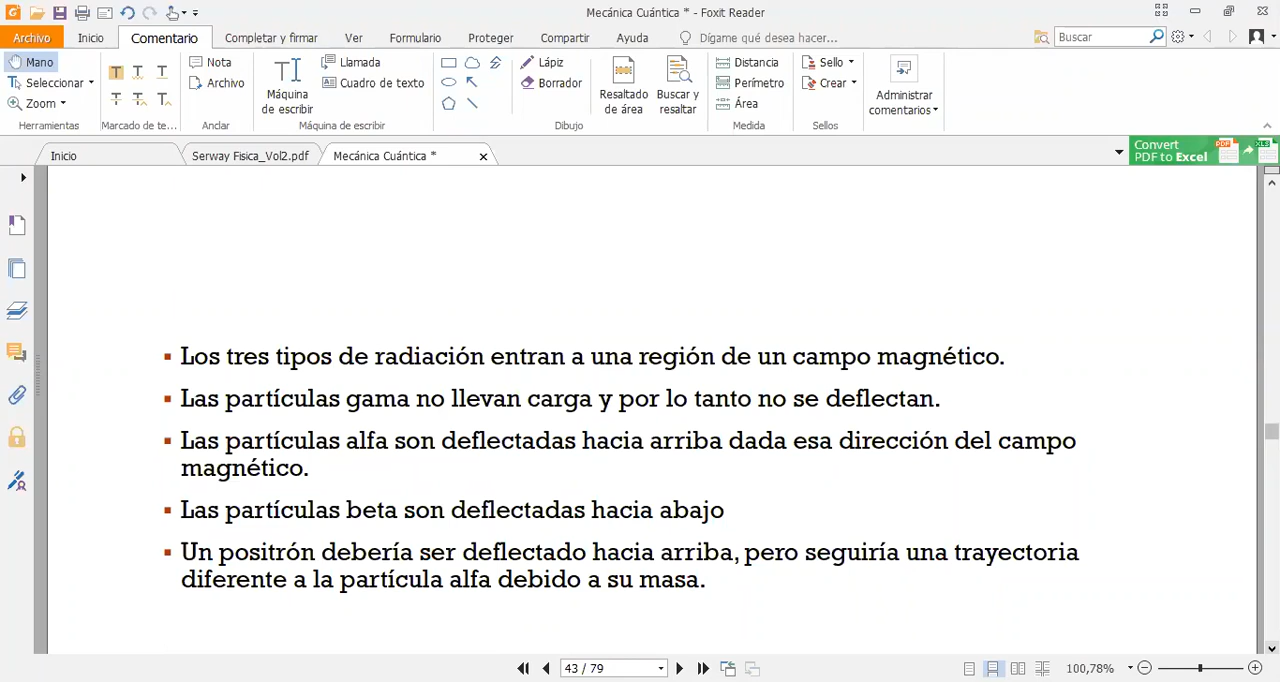 Mecánica Cuántica * - Foxit Reader
Archivo Inicio Comentario Completar y firmar Ver Formulario Proteger Compartir Ayuda Dígame qué desea hacer... Buscar
Mano Nota Llamada Lápiz Distancia Sello
Seleccionar Archivo Cuadro de texto Borrador Perímetro Crear
Zoom Área
Máquina de escribir
Resaltado de área
Buscar y resaltar
Administrar comentarios
Herramientas Marcado de te... Andar Máquina de escribir Dibujo Medida Sellos
Inicio Serway Fisica_Vol2.pdf Mecánica Cuántica *
Convert
PDF to Excel
PDF XLS
▪ Los tres tipos de radiación entran a una región de un campo magnético.
▪ Las partículas gama no llevan carga y por lo tanto no se deflectan.
▪ Las partículas alfa son deflectadas hacia arriba dada esa dirección del campo
magnético.
▪ Las partículas beta son deflectadas hacia abajo
▪ Un positrón debería ser deflectado hacia arriba, pero seguiría una trayectoria
diferente a la partícula alfa debido a su masa.
43 / 79
100,78%